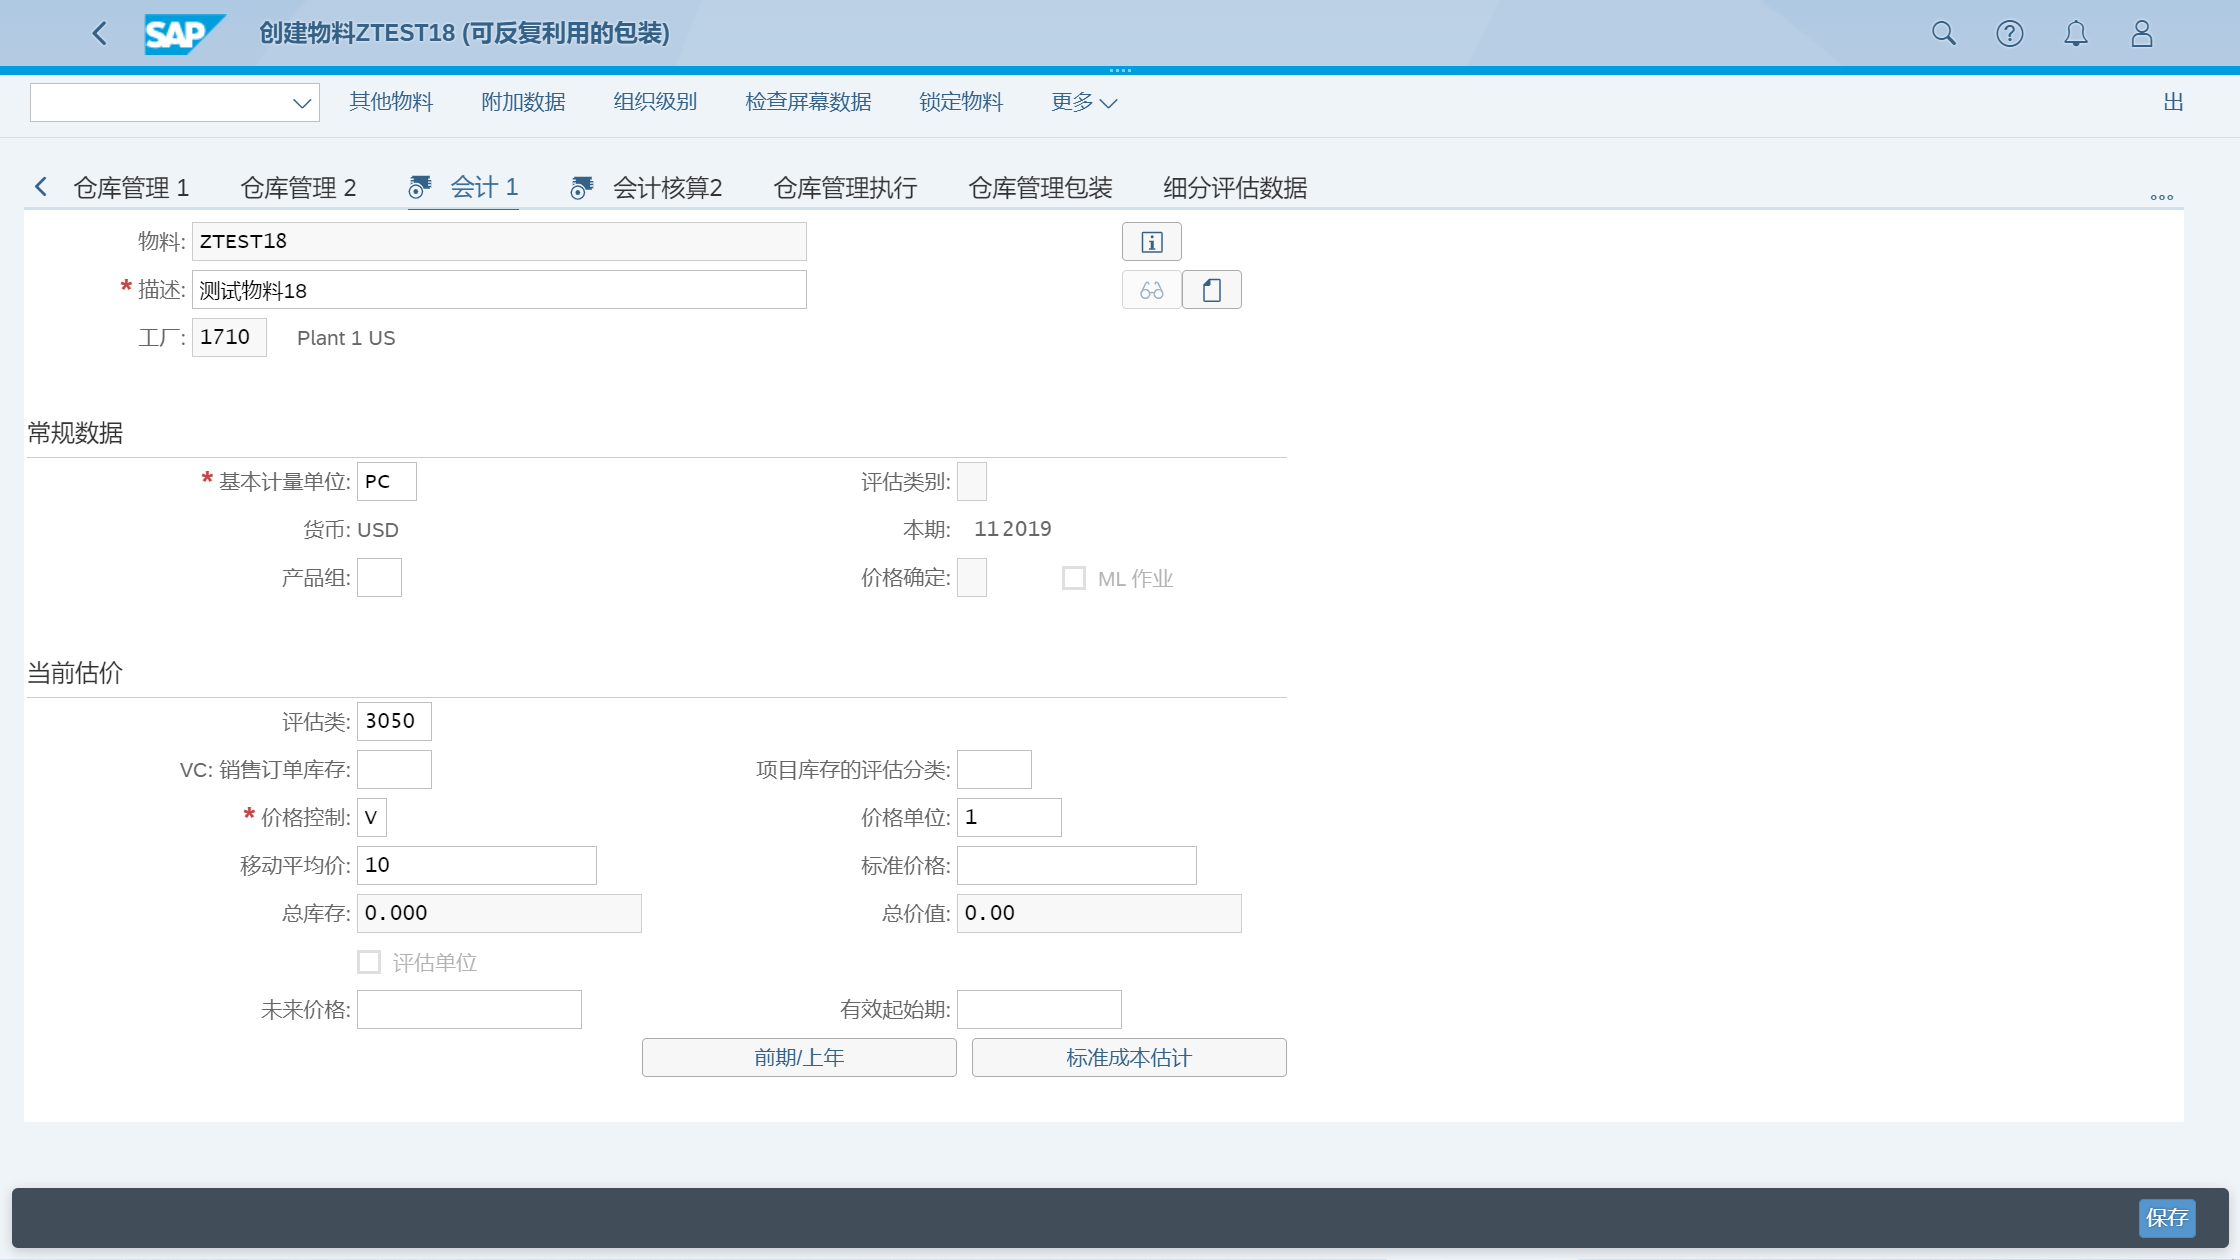 SAP 创建物料ZTEST18 (可反复利用的包装)
其他物料 附加数据 组织级别 检查屏幕数据 锁定物料 更多 出
仓库管理 1 仓库管理 2 会计 1 会计核算2 仓库管理执行 仓库管理包装 细分评估数据
物料: ZTEST18
* 描述: 测试物料18
工厂: 1710 Plant 1 US
常规数据
* 基本计量单位: PC 评估类别:
货币: USD 本期: 11 2019
产品组: 价格确定: ML 作业
当前估价
评估类: 3050
VC: 销售订单库存: 项目库存的评估分类:
* 价格控制: V 价格单位: 1
移动平均价: 10 标准价格:
总库存: 0.000 总价值: 0.00
评估单位
未来价格: 有效起始期:
前期/上年 标准成本估计
保存